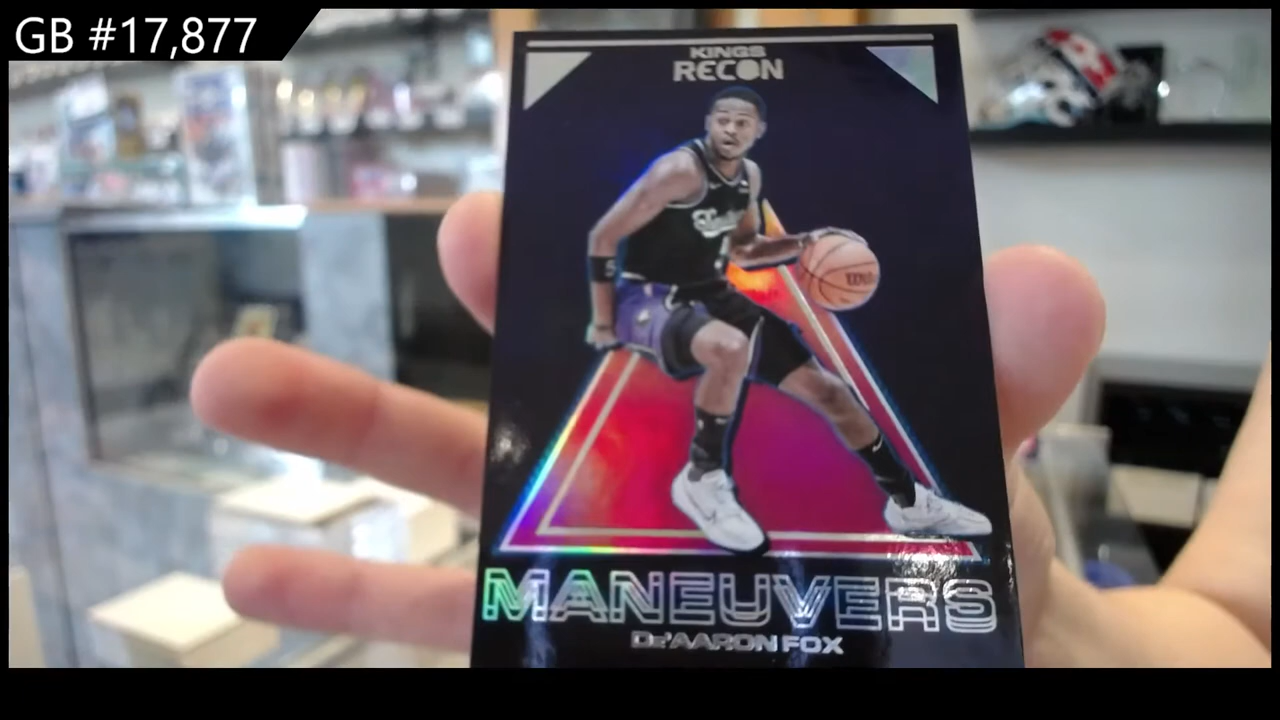 GB #17,877
KINGS
RECON
MANEUVERS
DE'AARON FOX